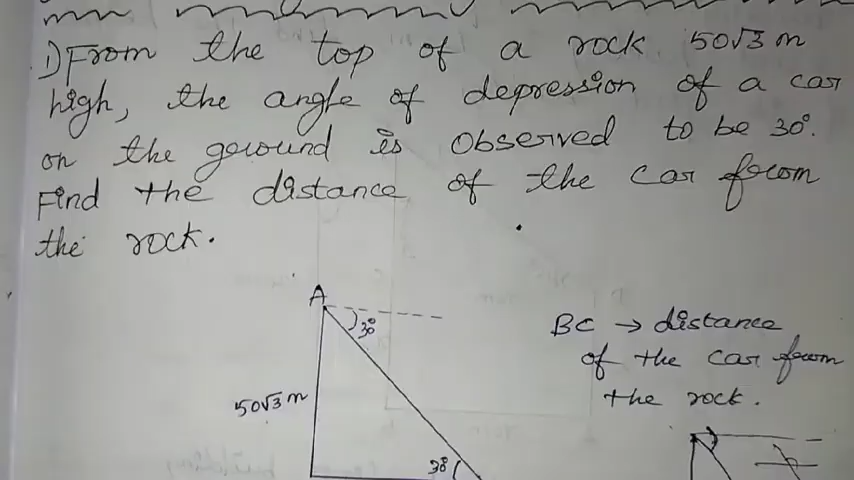 1) From the top of a rock 50√3 m
high, the angle of depression of a car
on the ground is observed to be 30°.
Find the distance of the car from
the rock.
A
30°
BC → distance
of the car from
the rock.
50√3 m
30°